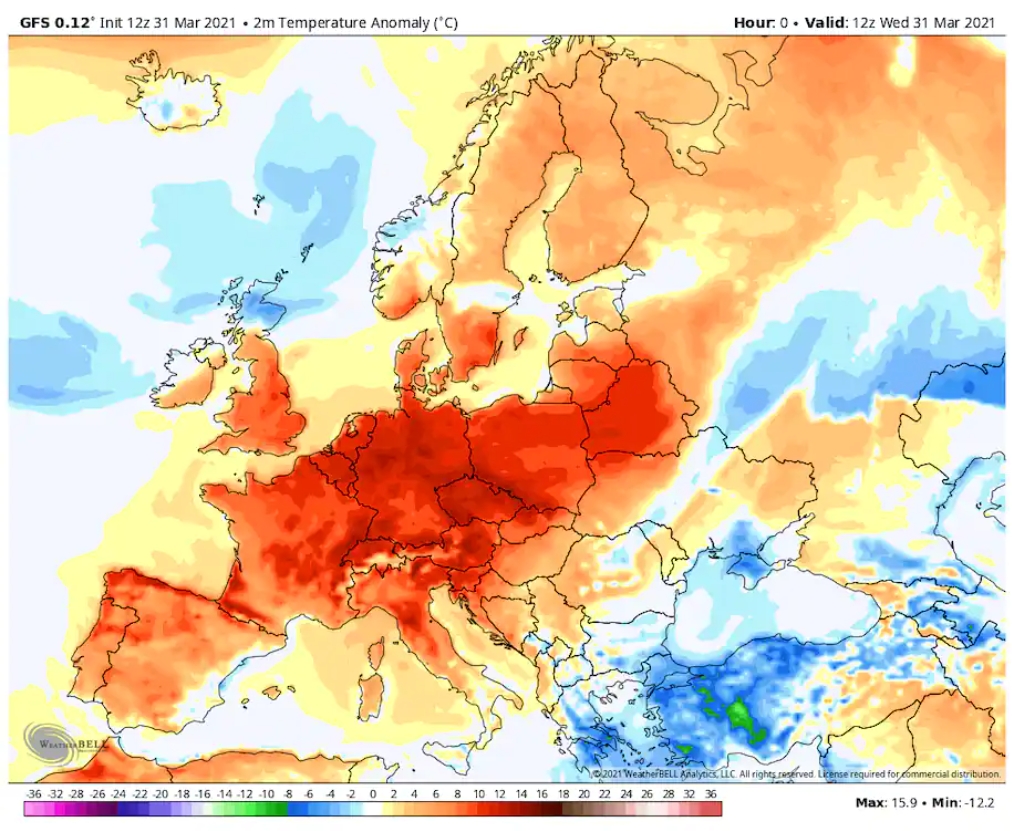 GFS 0.12° Init 12z 31 Mar 2021 • 2m Temperature Anomaly (°C)
Hour: 0 • Valid: 12z Wed 31 Mar 2021
WEATHERBELL
©2021 WeatherBELL Analytics, LLC. All rights reserved. License required for commercial distribution.
-36 -32 -28 -26 -24 -22 -20 -18 -16 -14 -12 -10 -8 -6 -4 -2 0 2 4 6 8 10 12 14 16 18 20 22 24 26 28 32 36
Max: 15.9 • Min: -12.2